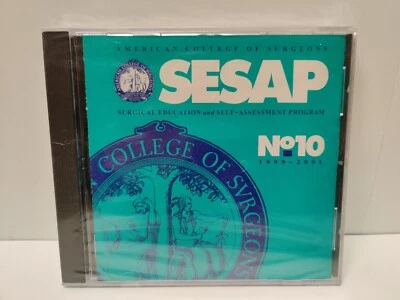 AMERICAN COLLEGE OF SURGEONS
SESAP
SURGICAL EDUCATION and SELF-ASSESSMENT PROGRAM
Nº10
1999-2001
COLLEGE OF SVRGEONS